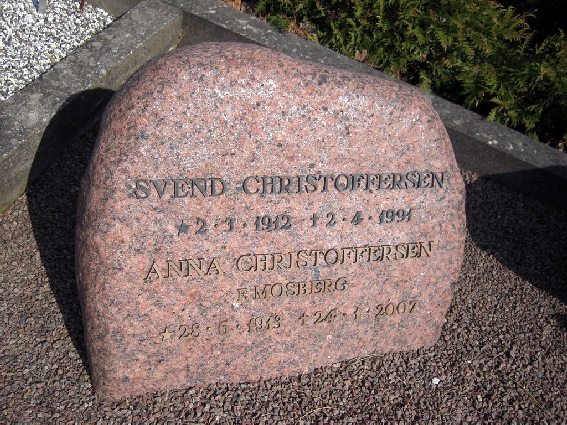 SVEND CHRISTOFFERSEN
★ 2 · 3 · 1912 † 2 · 4 · 1991
ANNA CHRISTOFFERSEN
F. MOSBERG
★ 28 · 6 · 1913 † 24 · 1 · 2007